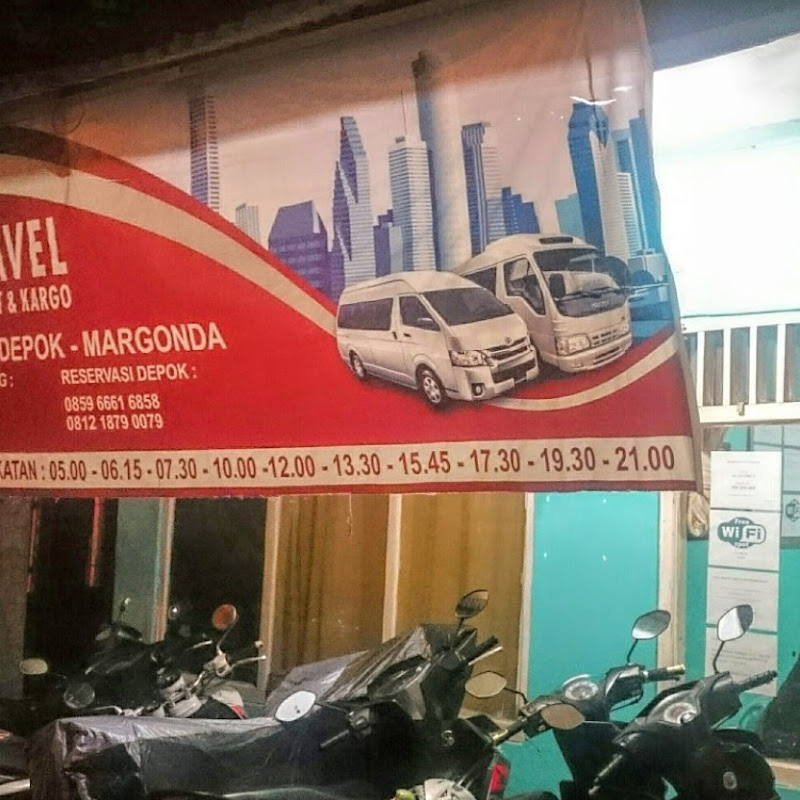 AVEL
T & KARGO
DEPOK - MARGONDA
G : RESERVASI DEPOK :
0859 6661 6858
0812 1879 0079
KATAN : 05.00 - 06.15 - 07.30 - 10.00 -12.00 - 13.30 - 15.45 - 17.30 - 19.30 - 21.00
Free
WiFi